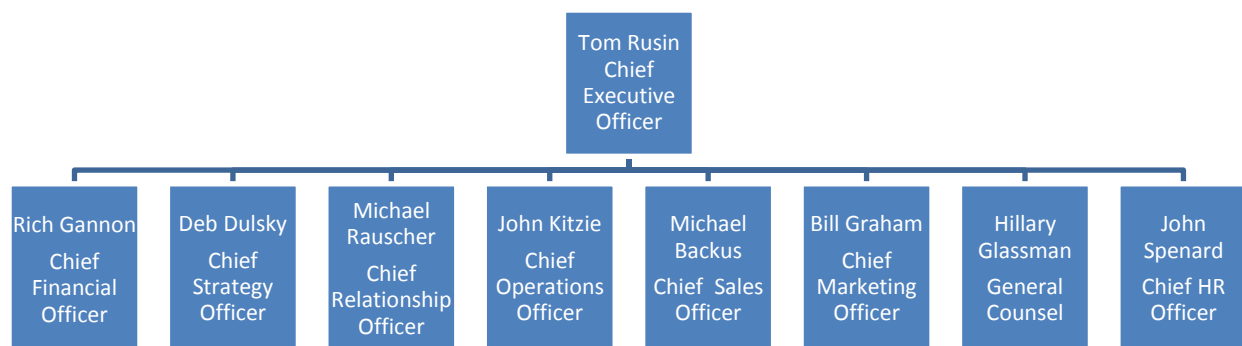 Tom Rusin
Chief
Executive
Officer
Rich Gannon
Chief
Financial
Officer
Deb Dulsky
Chief
Strategy
Officer
Michael
Rauscher
Chief
Relationship
Officer
John Kitzie
Chief
Operations
Officer
Michael
Backus
Chief Sales
Officer
Bill Graham
Chief
Marketing
Officer
Hillary
Glassman
General
Counsel
John
Spenard
Chief HR
Officer